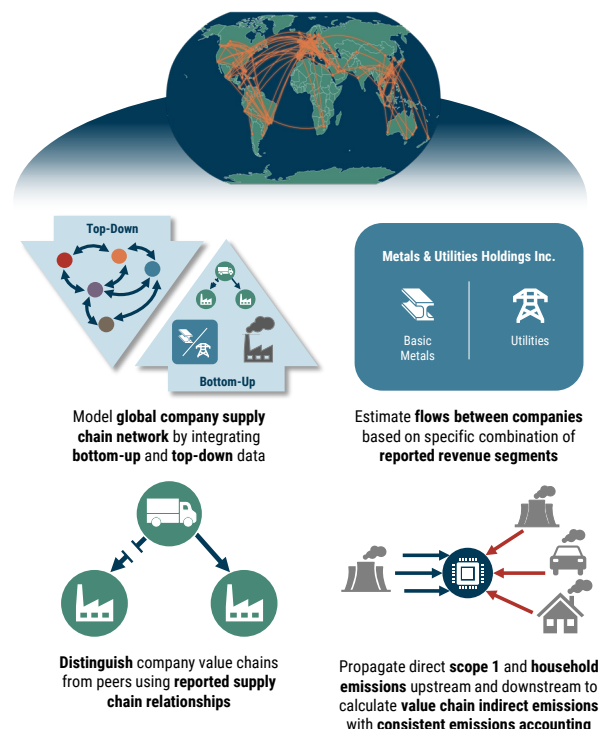 Top-Down
Bottom-Up
Model global company supply
chain network by integrating
bottom-up and top-down data
Metals & Utilities Holdings Inc.
Basic
Metals
Utilities
Estimate flows between companies
based on specific combination of
reported revenue segments
Distinguish company value chains
from peers using reported supply
chain relationships
Propagate direct scope 1 and household
emissions upstream and downstream to
calculate value chain indirect emissions
with consistent emissions accounting